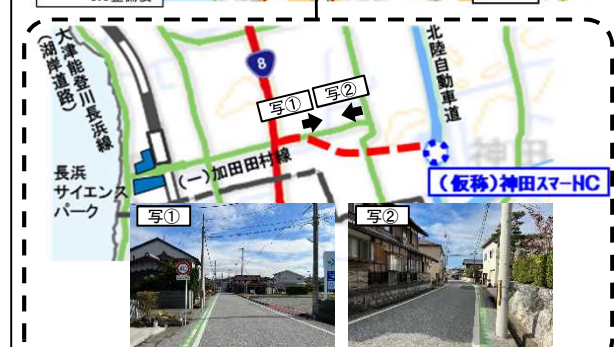 大津能登川長浜線
(湖岸道路)
8
北陸自動車道
写①
写②
(一)加田田村線
神田
長浜
サイエンス
パーク
(仮称)神田スマートIC
写①
写②